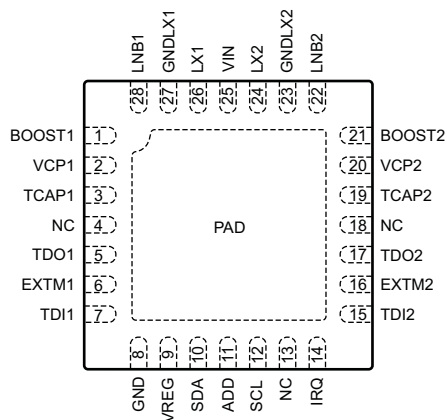 LNB1
GNDLX1
LX1
VIN
LX2
GNDLX2
LNB2
28
27
26
25
24
23
22
BOOST1 1
VCP1 2
TCAP1 3
NC 4
TDO1 5
EXTM1 6
TDI1 7
PAD
21 BOOST2
20 VCP2
19 TCAP2
18 NC
17 TDO2
16 EXTM2
15 TDI2
8
9
10
11
12
13
14
GND
VREG
SDA
ADD
SCL
NC
IRQ